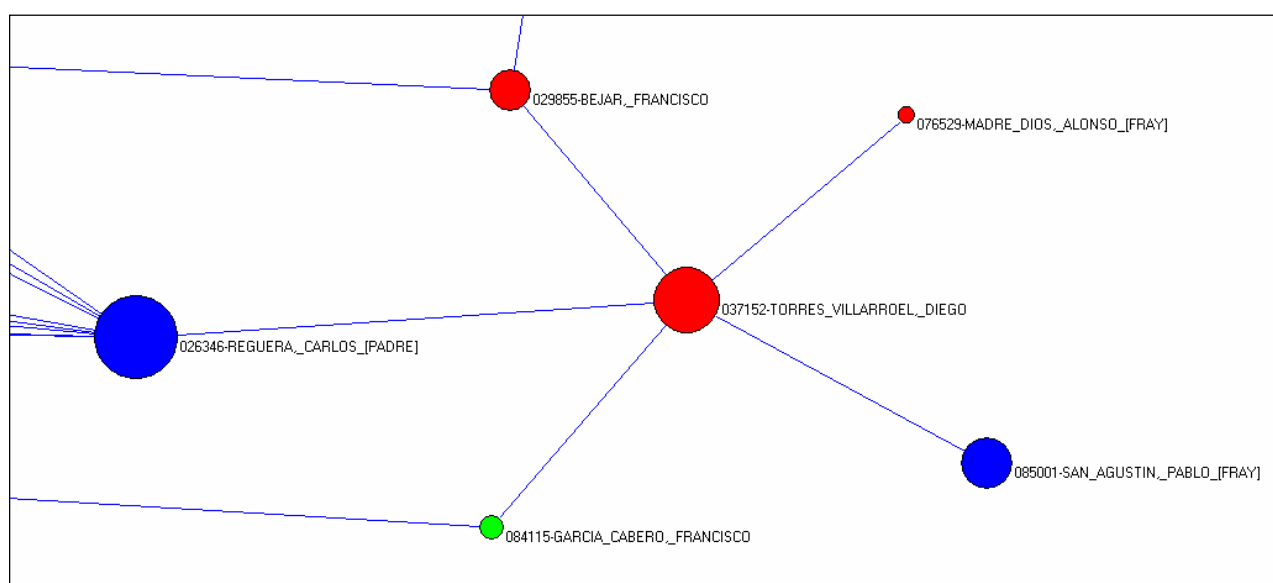 029855-BEJAR,_FRANCISCO
076529-MADRE_DIOS,_ALONSO_[FRAY]
037152-TORRES_VILLARROEL,_DIEGO
026346-REGUERA,_CARLOS_[PADRE]
085001-SAN_AGUSTIN,_PABLO_[FRAY]
084115-GARCIA_CABERO,_FRANCISCO